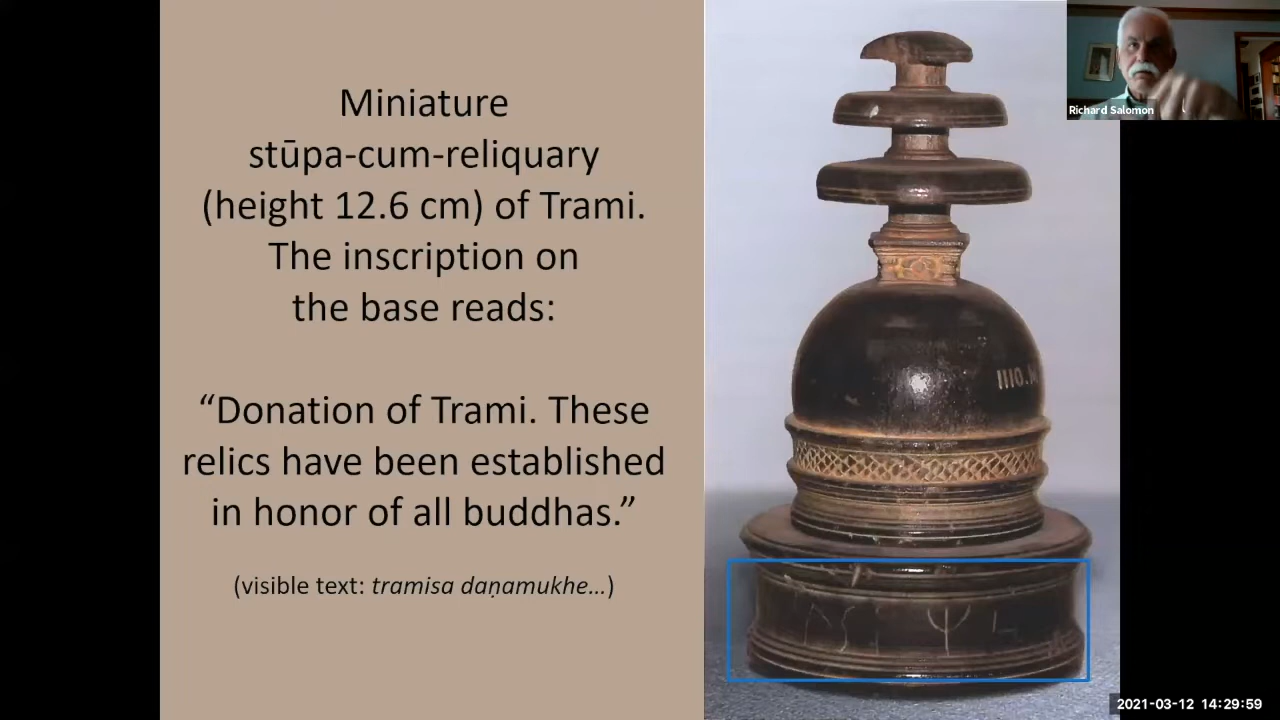 Miniature
stūpa-cum-reliquary
(height 12.6 cm) of Trami.
The inscription on
the base reads:
“Donation of Trami. These
relics have been established
in honor of all buddhas.”
(visible text: tramisa daṇamukhe…)
1110.M
Richard Salomon
2021-03-12 14:29:59